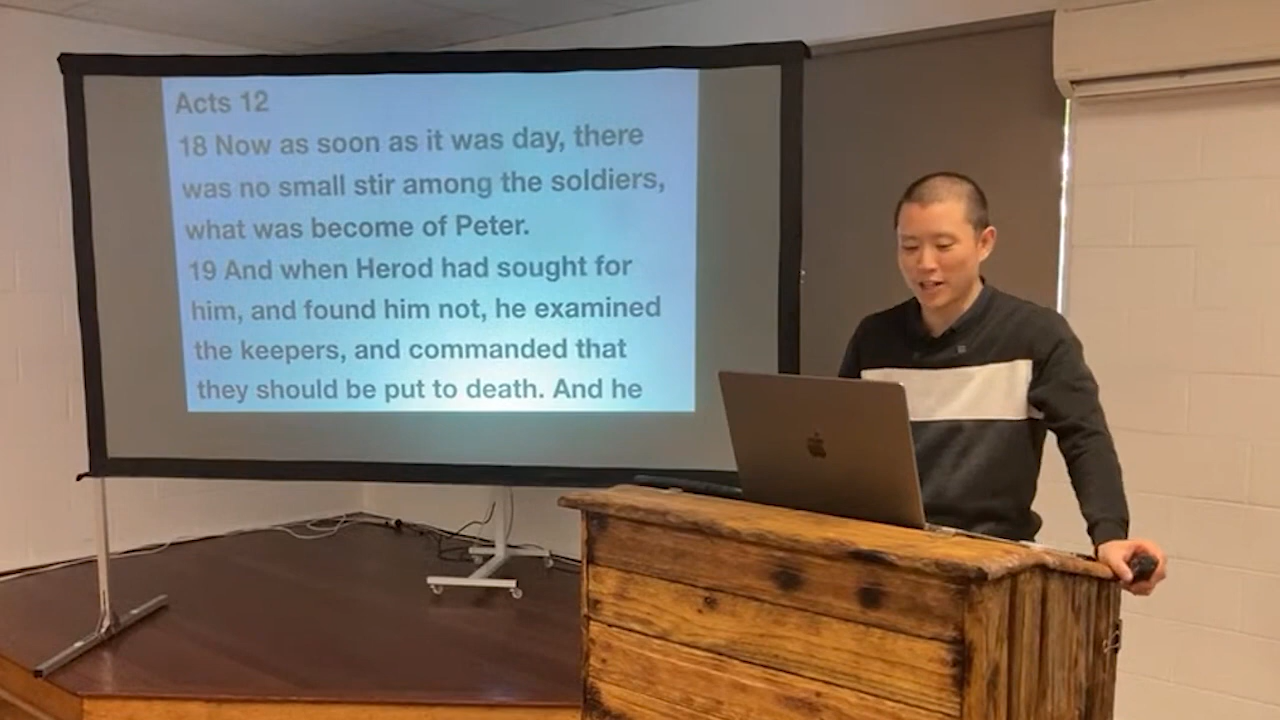 Acts 12
18 Now as soon as it was day, there
was no small stir among the soldiers,
what was become of Peter.
19 And when Herod had sought for
him, and found him not, he examined
the keepers, and commanded that
they should be put to death. And he